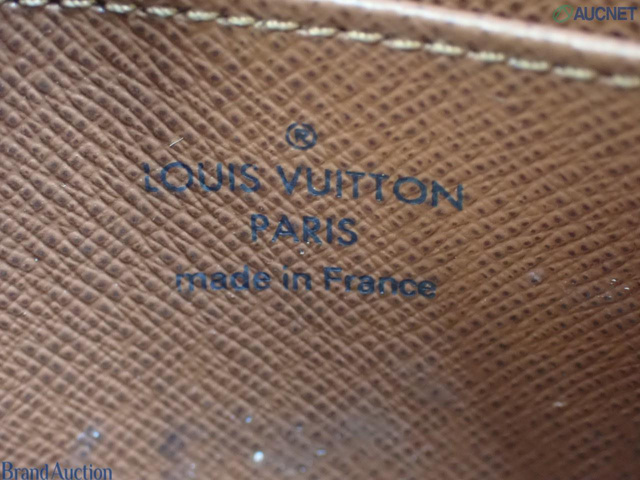 AUCNET
®
LOUIS VUITTON
PARIS
made in France
Brand Auction